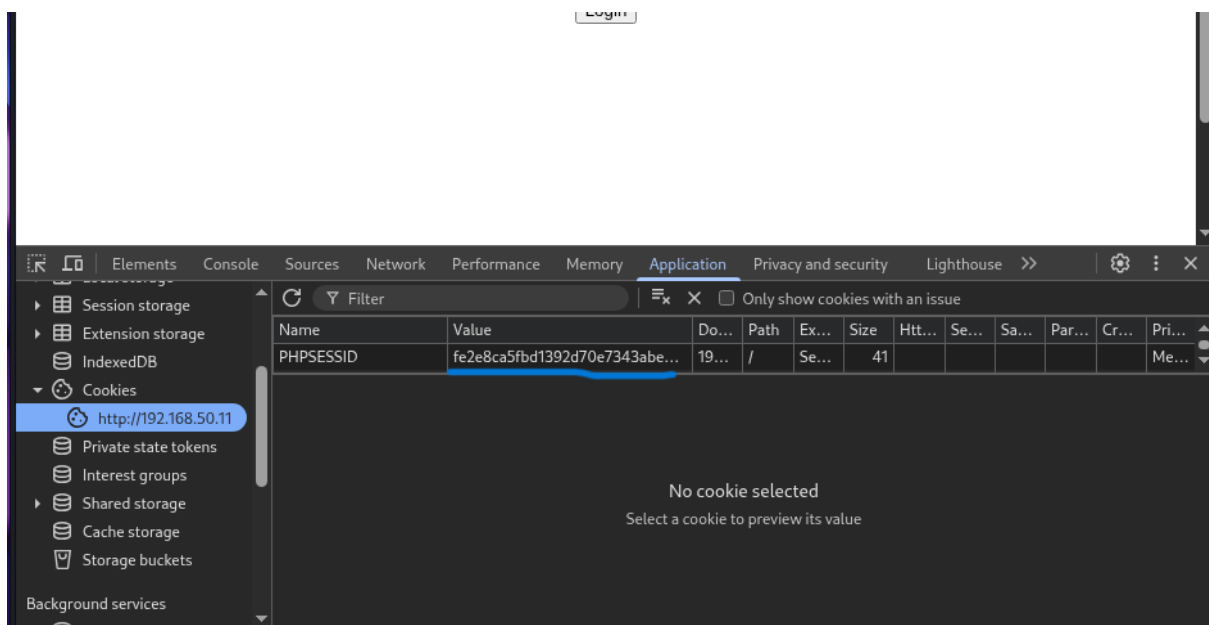 Login
Elements Console Sources Network Performance Memory Application Privacy and security Lighthouse
Session storage
Filter
Only show cookies with an issue
Extension storage
Name Value Do... Path Ex... Size Htt... Se... Sa... Par... Cr... Pri...
IndexedDB
PHPSESSID fe2e8ca5fbd1392d70e7343abe... 19... / Se... 41 Me...
Cookies
http://192.168.50.11
Private state tokens
Interest groups
Shared storage
Cache storage
Storage buckets
Background services
No cookie selected
Select a cookie to preview its value